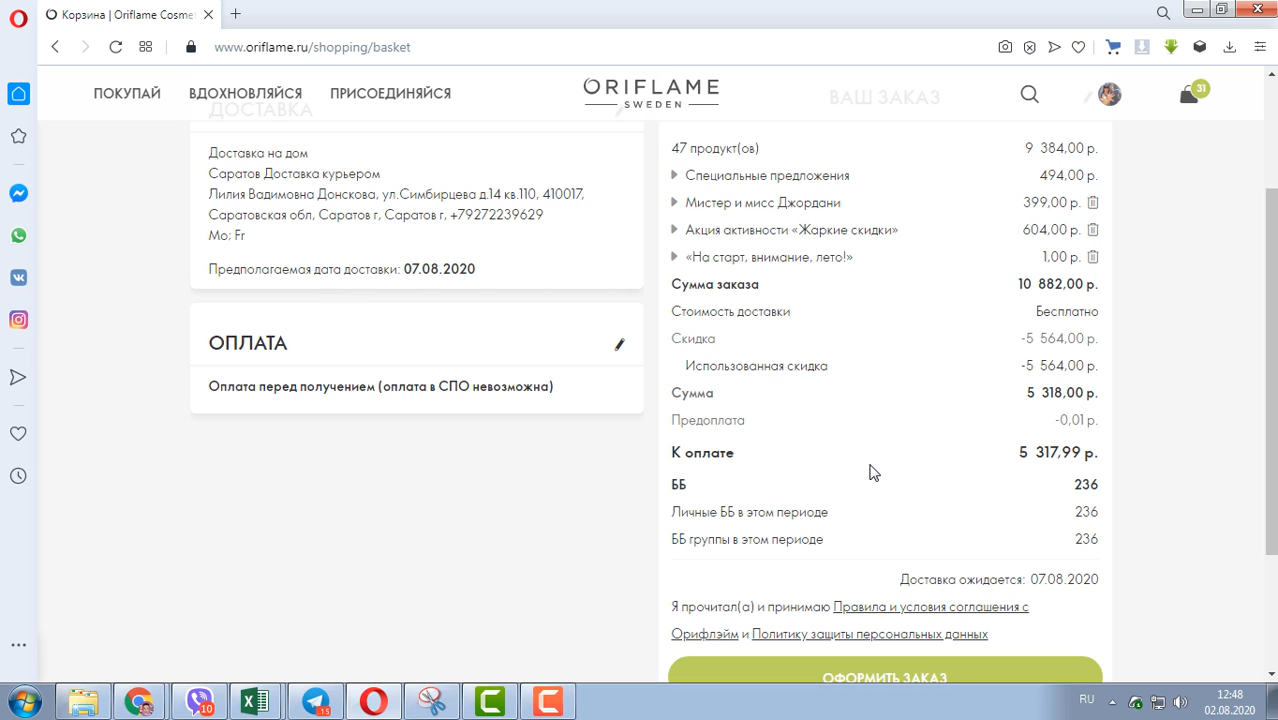 Корзина | Oriflame Cosme
www.oriflame.ru/shopping/basket
ПОКУПАЙ
ВДОХНОВЛЯЙСЯ
ПРИСОЕДИНЯЙСЯ
ORIFLAME
SWEDEN
31
ДОСТАВКА
Доставка на дом
Саратов Доставка курьером
Лилия Вадимовна Донскова, ул.Симбирцева д.14 кв.110, 410017,
Саратовская обл, Саратов г, Саратов г, +79272239629
Mo; Fr
Предполагаемая дата доставки: 07.08.2020
ОПЛАТА
Оплата перед получением (оплата в СПО невозможна)
ВАШ ЗАКАЗ
47 продукт(ов) 9 384,00 р.
Специальные предложения 494,00 р.
Мистер и мисс Джордани 399,00 р.
Акция активности «Жаркие скидки» 604,00 р.
«На старт, внимание, лето!» 1,00 р.
Сумма заказа 10 882,00 р.
Стоимость доставки Бесплатно
Скидка -5 564,00 р.
Использованная скидка -5 564,00 р.
Сумма 5 318,00 р.
Предоплата -0,01 р.
К оплате 5 317,99 р.
ББ 236
Личные ББ в этом периоде 236
ББ группы в этом периоде 236
Доставка ожидается: 07.08.2020
Я прочитал(а) и принимаю Правила и условия соглашения с
Орифлэйм и Политику защиты персональных данных
ОФОРМИТЬ ЗАКАЗ
10
15
RU
12:48
02.08.2020